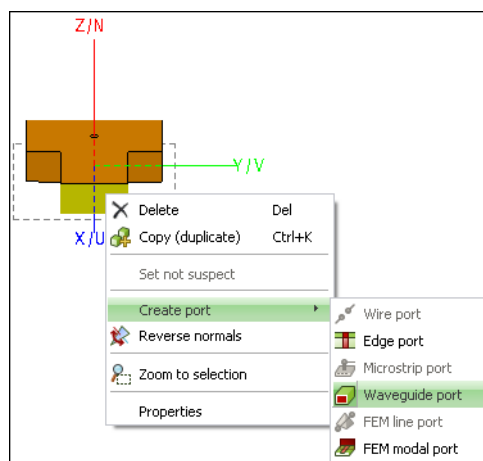 Z/N
Y/V
X/U
Delete Del
Copy (duplicate) Ctrl+K
Set not suspect
Create port
Reverse normals
Zoom to selection
Properties
Wire port
Edge port
Microstrip port
Waveguide port
FEM line port
FEM modal port